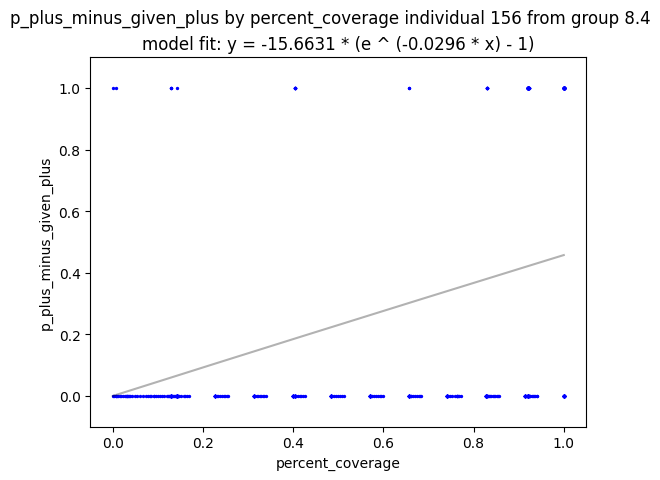 p_plus_minus_given_plus by percent_coverage individual 156 from group 8.4
model fit: y = -15.6631 * (e ^ (-0.0296 * x) - 1)
1.0
0.8
0.6
0.4
0.2
0.0
p_plus_minus_given_plus
0.0 0.2 0.4 0.6 0.8 1.0
percent_coverage